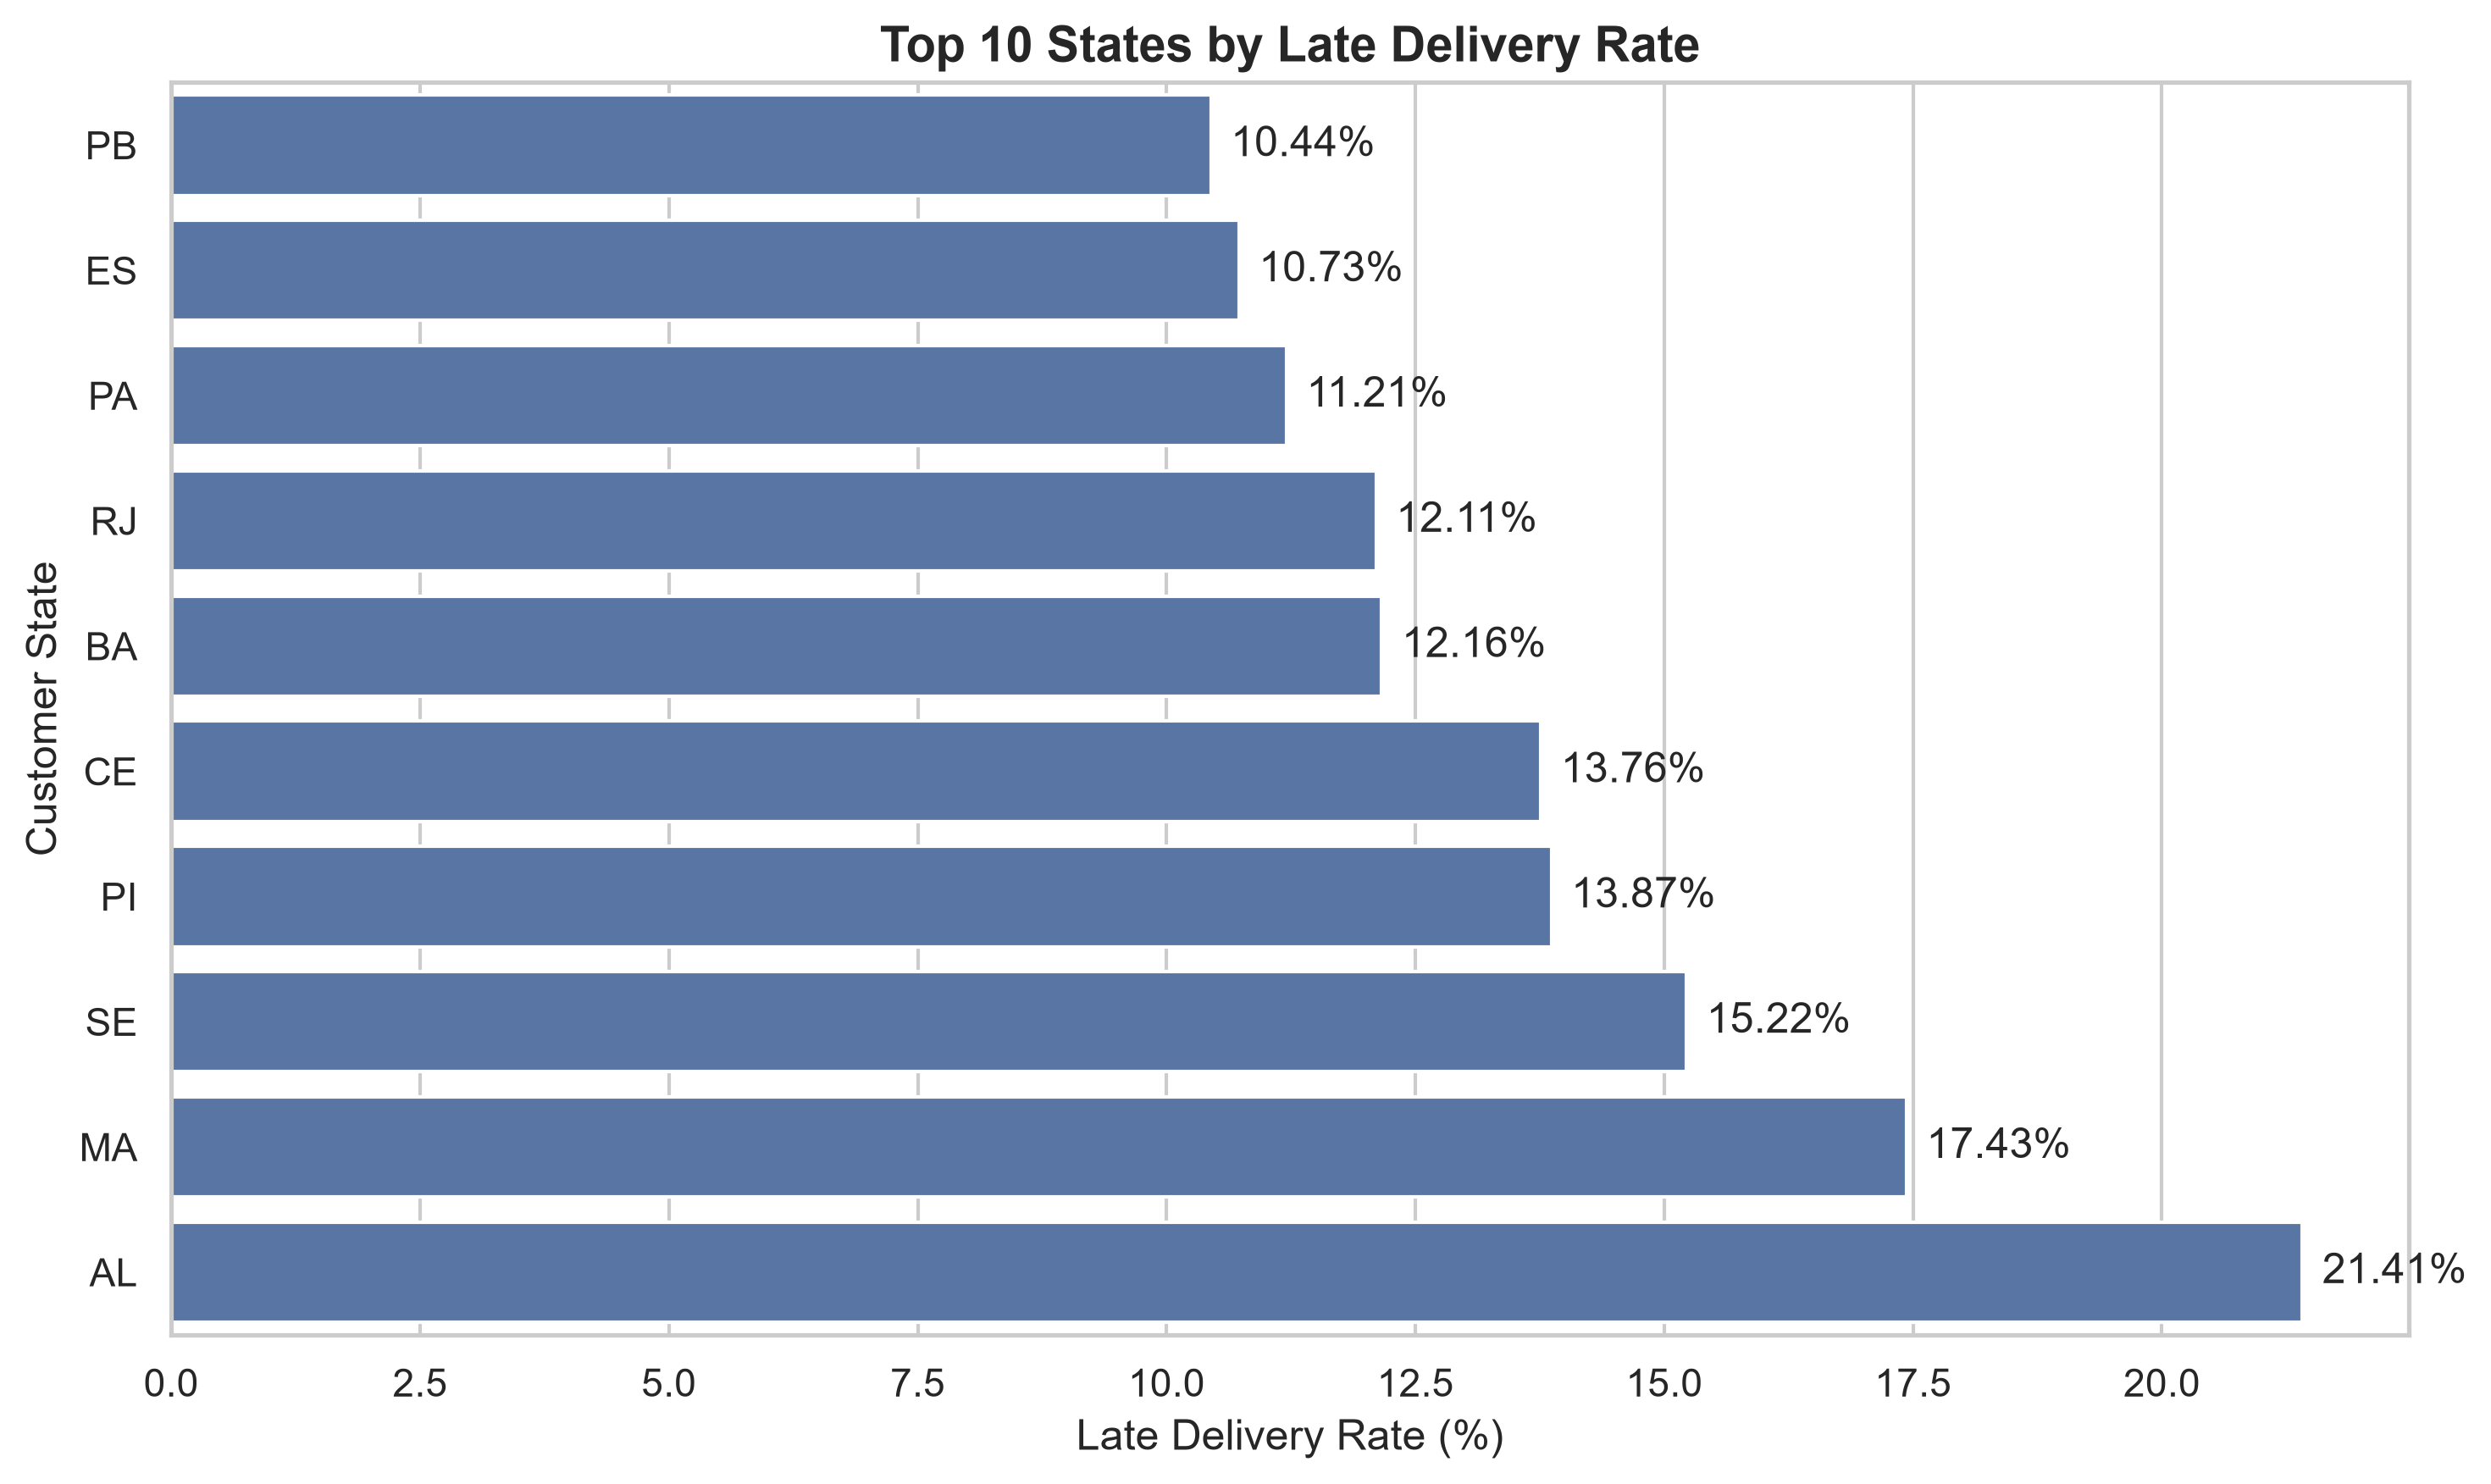 Top 10 States by Late Delivery Rate
Customer State
PB 10.44%
ES 10.73%
PA 11.21%
RJ 12.11%
BA 12.16%
CE 13.76%
PI 13.87%
SE 15.22%
MA 17.43%
AL 21.41%
0.0 2.5 5.0 7.5 10.0 12.5 15.0 17.5 20.0
Late Delivery Rate (%)